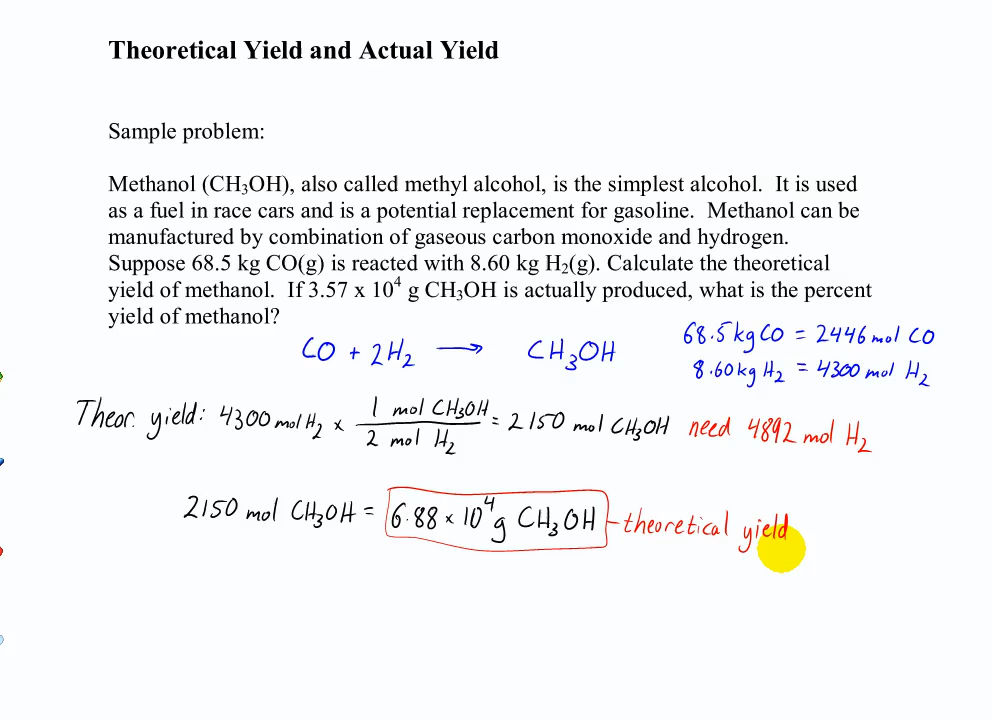 Theoretical Yield and Actual Yield
Sample problem:
Methanol (CH₃OH), also called methyl alcohol, is the simplest alcohol. It is used
as a fuel in race cars and is a potential replacement for gasoline. Methanol can be
manufactured by combination of gaseous carbon monoxide and hydrogen.
Suppose 68.5 kg CO(g) is reacted with 8.60 kg H₂(g). Calculate the theoretical
yield of methanol. If 3.57 x 10⁴ g CH₃OH is actually produced, what is the percent
yield of methanol?
CO + 2H₂ → CH₃OH
68.5 kg CO = 2446 mol CO
8.60 kg H₂ = 4300 mol H₂
Theor. yield: 4300 mol H₂ × 1 mol CH₃OH / 2 mol H₂ = 2150 mol CH₃OH
need 4892 mol H₂
2150 mol CH₃OH = 6.88 × 10⁴ g CH₃OH – theoretical yield